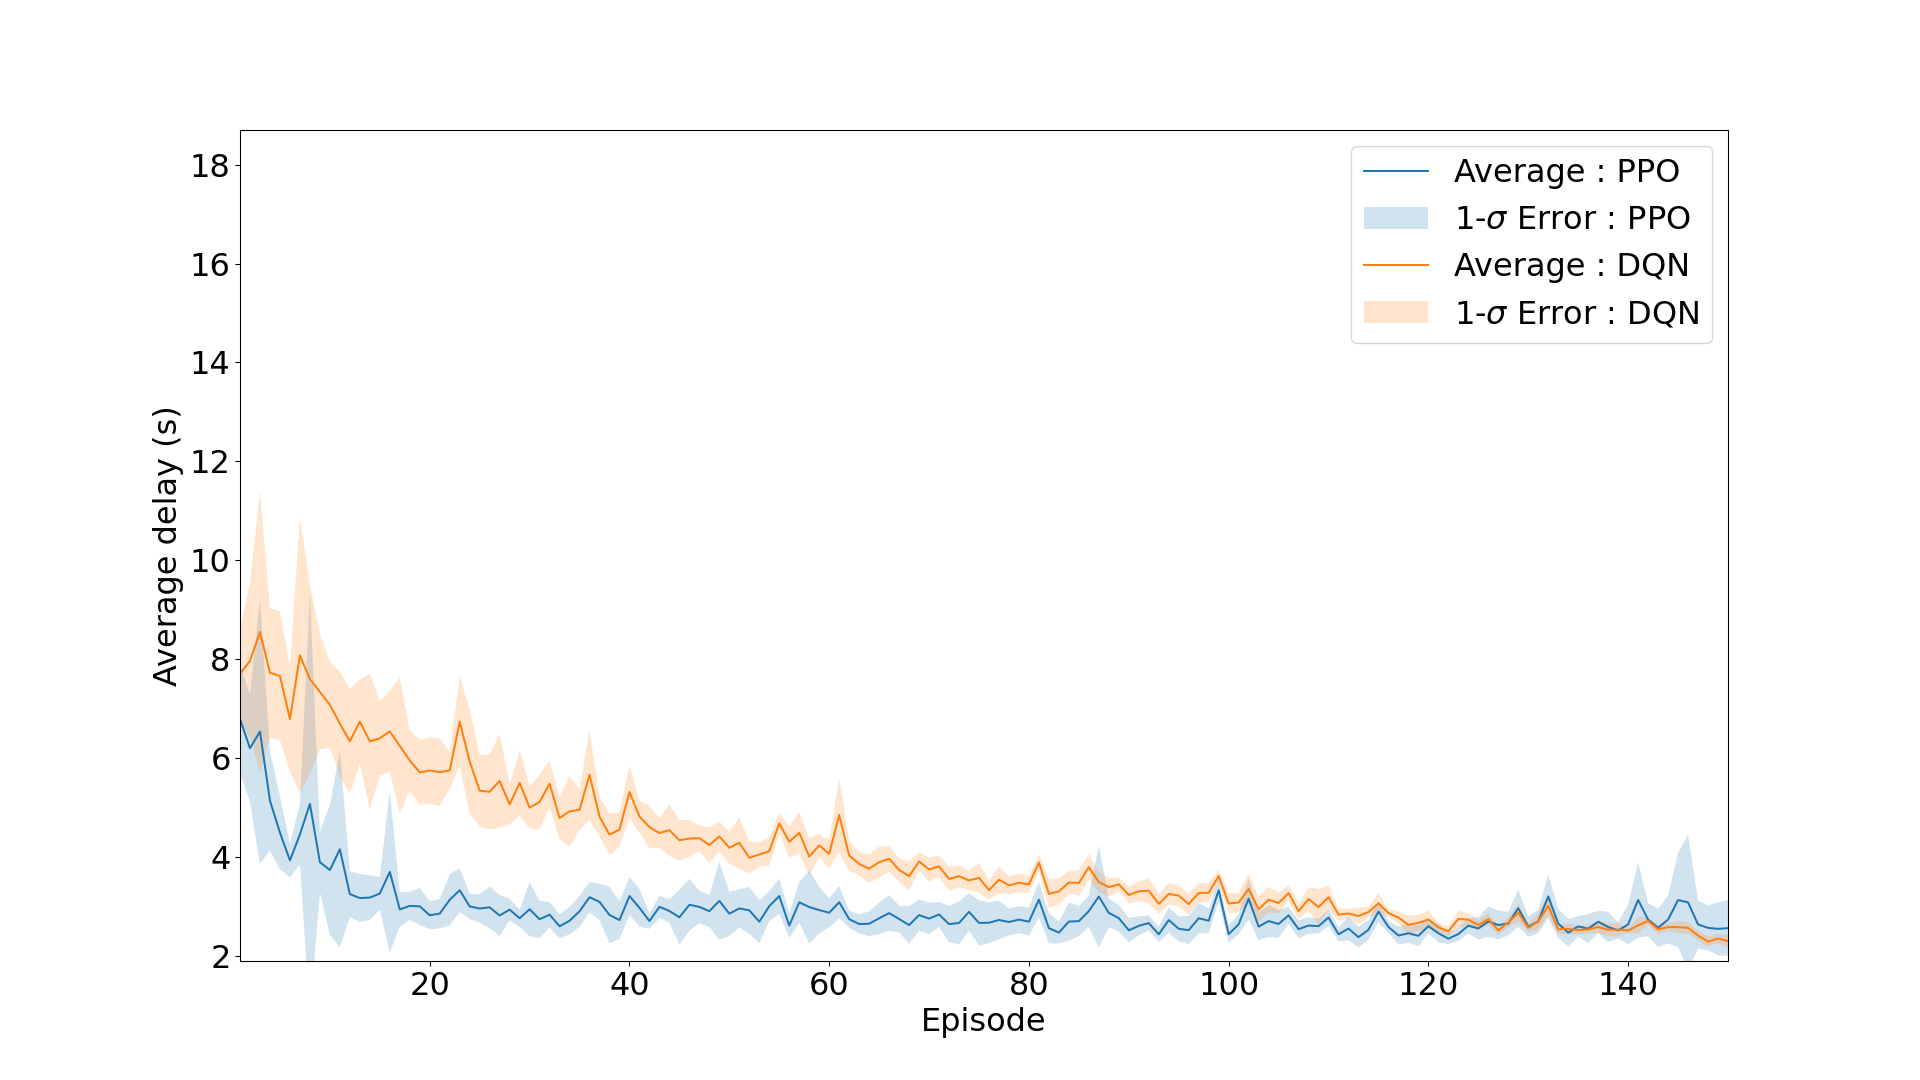 18
16
14
12
10
8
6
4
2
Average delay (s)
20
40
60
80
100
120
140
Episode
Average : PPO
1-σ Error : PPO
Average : DQN
1-σ Error : DQN